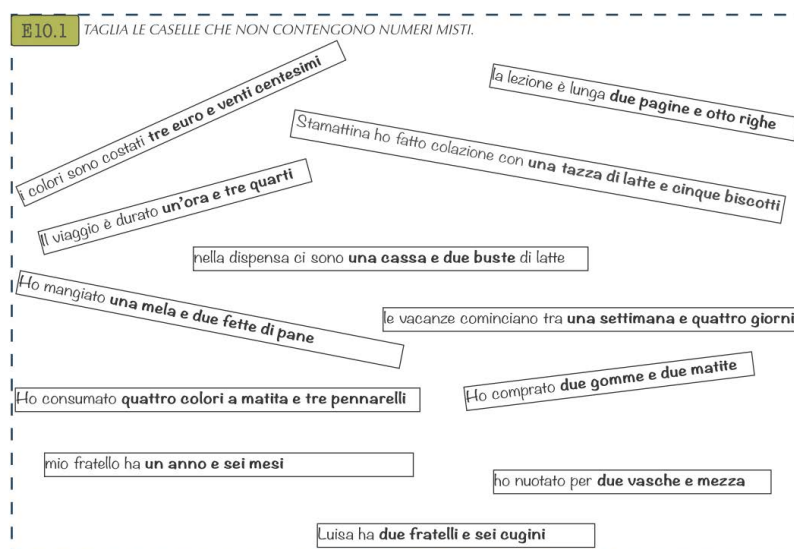 E10.1 TAGLIA LE CASELLE CHE NON CONTENGONO NUMERI MISTI.
i colori sono costati tre euro e venti centesimi
la lezione è lunga due pagine e otto righe
Stamattina ho fatto colazione con una tazza di latte e cinque biscotti
Il viaggio è durato un'ora e tre quarti
nella dispensa ci sono una cassa e due buste di latte
Ho mangiato una mela e due fette di pane
le vacanze cominciano tra una settimana e quattro giorni
Ho consumato quattro colori a matita e tre pennarelli
Ho comprato due gomme e due matite
mio fratello ha un anno e sei mesi
ho nuotato per due vasche e mezza
Luisa ha due fratelli e sei cugini